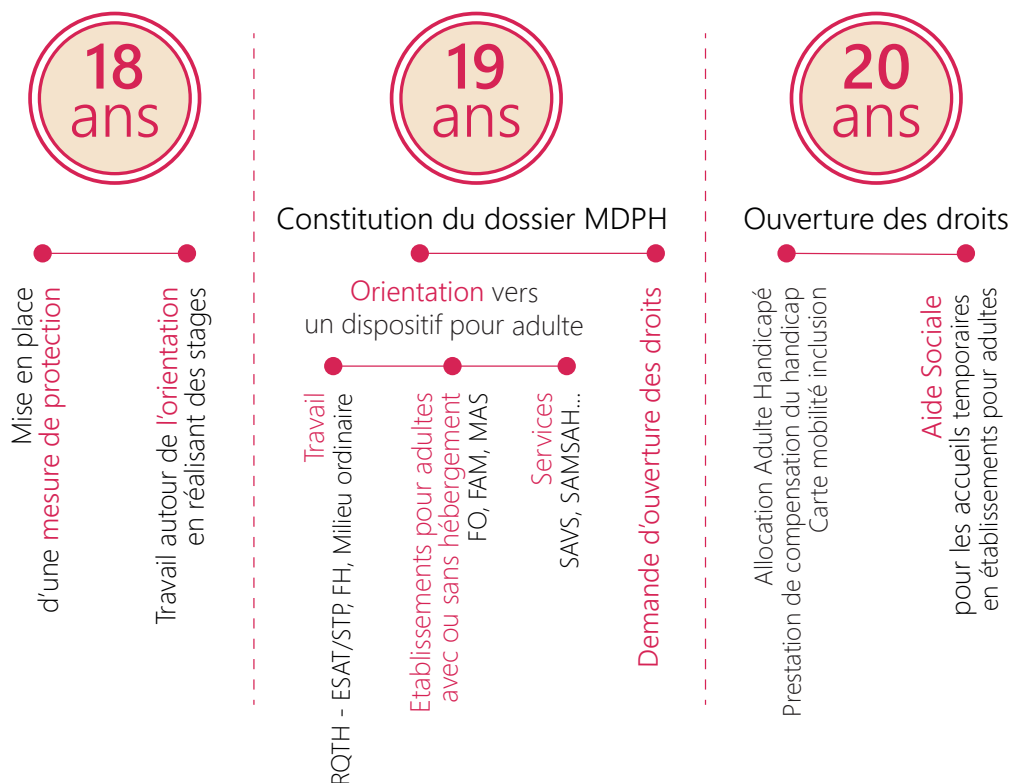 18
ans
Mise en place
d'une mesure de protection
Travail autour de l'orientation
en réalisant des stages
19
ans
Constitution du dossier MDPH
Orientation vers
un dispositif pour adulte
Travail
RQTH - ESAT/STP, FH, Milieu ordinaire
Etablissements pour adultes
avec ou sans hébergement
FO, FAM, MAS
Services
SAVS, SAMSAH...
Demande d'ouverture des droits
20
ans
Ouverture des droits
Allocation Adulte Handicapé
Prestation de compensation du handicap
Carte mobilité inclusion
Aide Sociale
pour les accueils temporaires
en établissements pour adultes